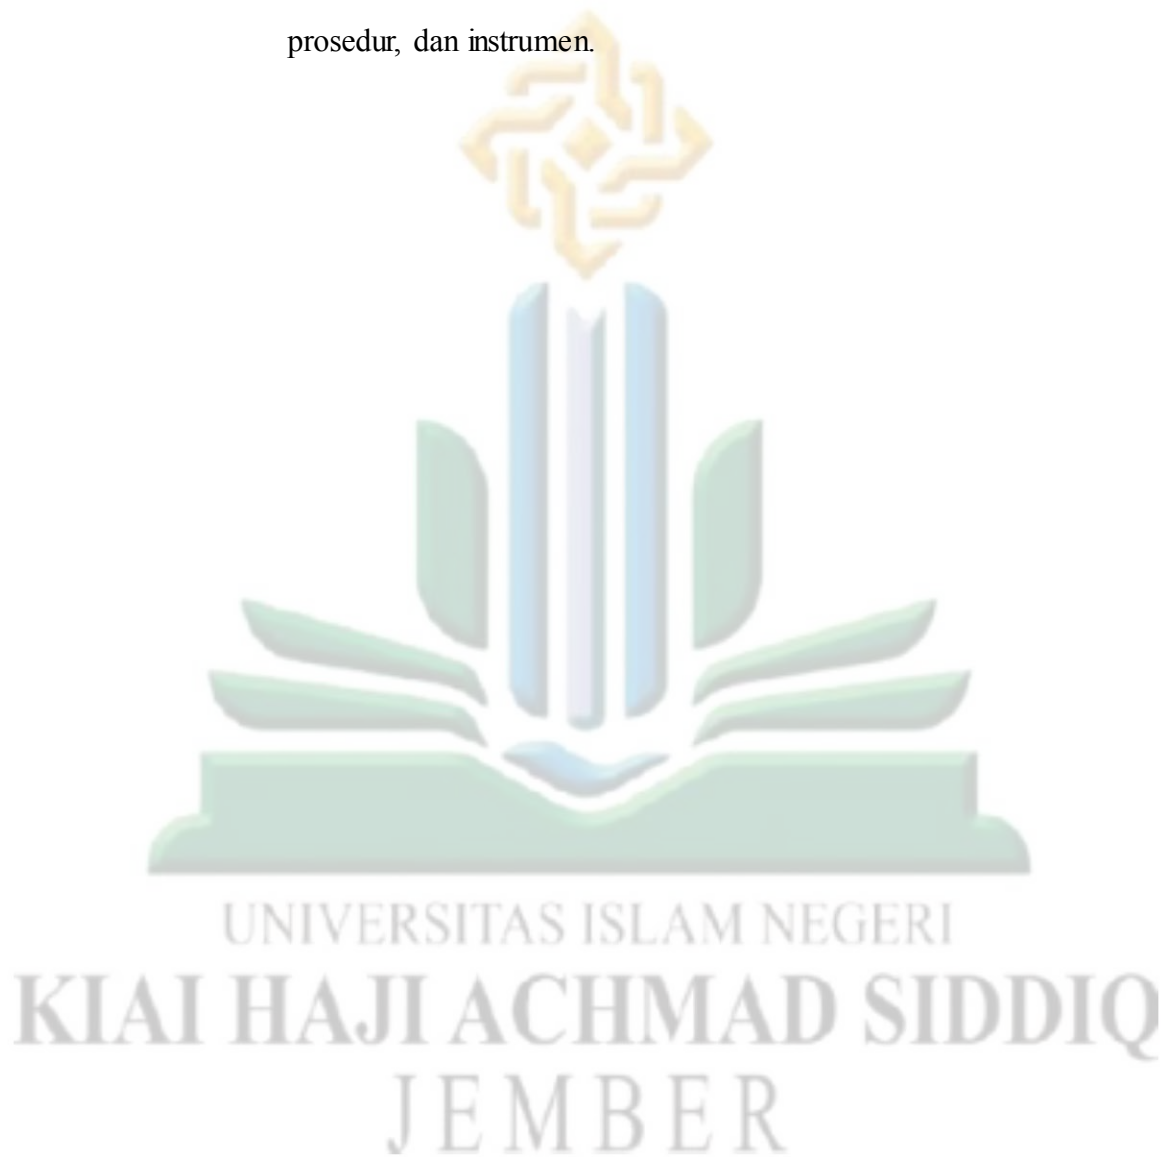 prosedur, dan instrumen.
UNIVERSITAS ISLAM NEGERI
KIAI HAJI ACHMAD SIDDIQ
JEMBER